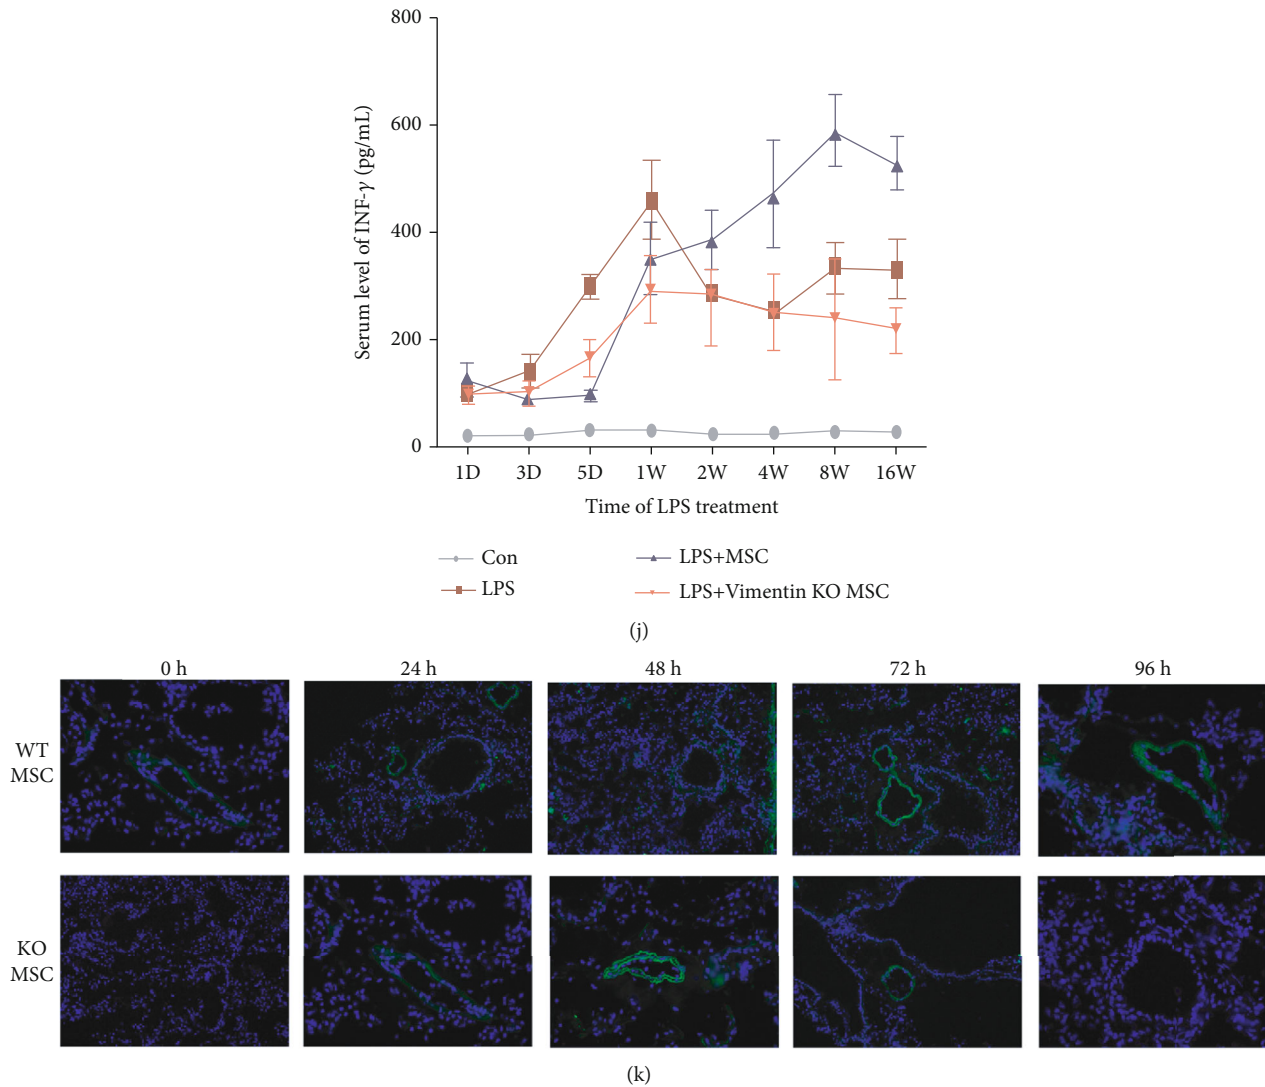 800
600
400
200
0
Serum level of INF-γ (pg/mL)
1D 3D 5D 1W 2W 4W 8W 16W
Time of LPS treatment
Con LPS+MSC
LPS LPS+Vimentin KO MSC
(j)
0 h 24 h 48 h 72 h 96 h
WT
MSC
KO
MSC
(k)